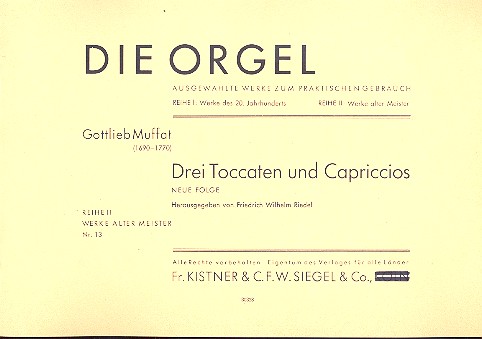 DIE ORGEL
AUSGEWÄHLTE WERKE ZUM PRAKTISCHEN GEBRAUCH
REIHE I: Werke des 20. Jahrhunderts REIHE II: Werke alter Meister
Gottlieb Muffat
(1690–1770)
Drei Toccaten und Capriccios
NEUE FOLGE
Herausgegeben von Friedrich Wilhelm Riedel
REIHE II
WERKE ALTER MEISTER
Nr. 13
Alle Rechte vorbehalten · Eigentum des Verlages für alle Länder
Fr. KISTNER & C. F. W. SIEGEL & Co.,